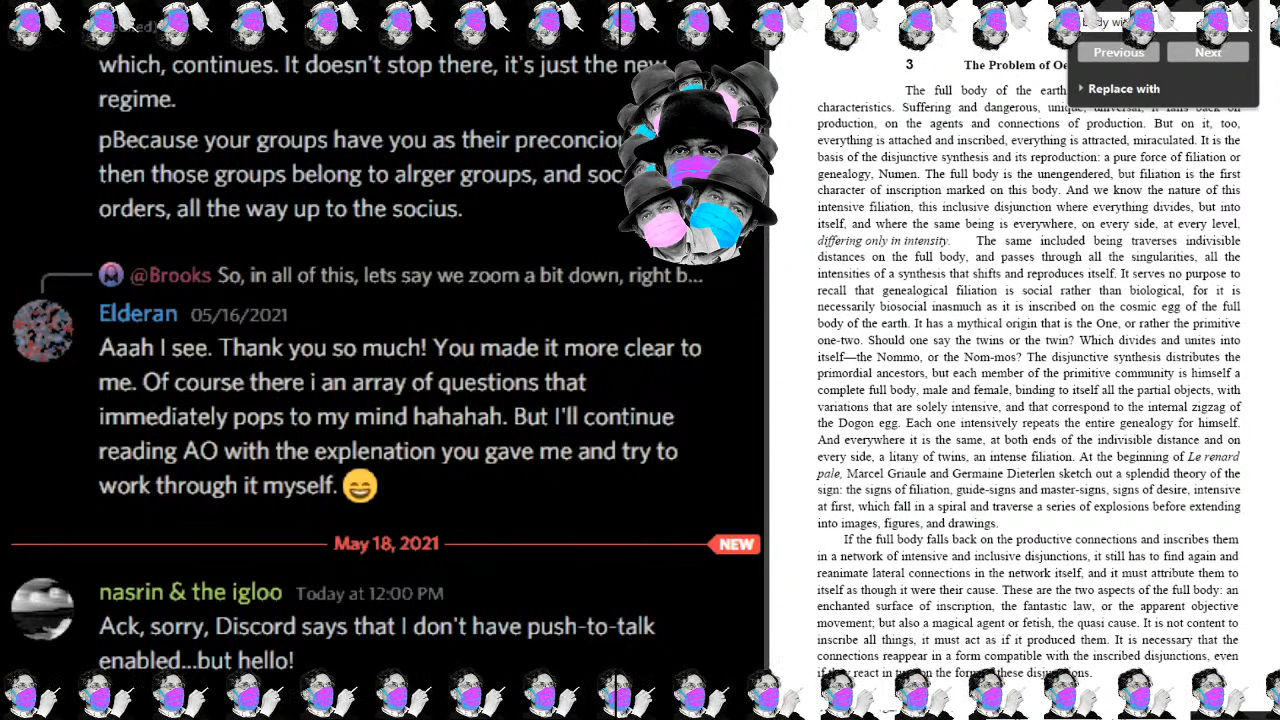 which, continues. It doesn't stop there, it's just the new
regime.
pBecause your groups have you as their preconciou
then those groups belong to alrger groups, and soc
orders, all the way up to the socius.
@Brooks So, in all of this, lets say we zoom a bit down, right b...
Elderan 05/16/2021
Aaah I see. Thank you so much! You made it more clear to
me. Of course there i an array of questions that
immediately pops to my mind hahahah. But I'll continue
reading AO with the explenation you gave me and try to
work through it myself. 😄
May 18, 2021 NEW
nasrin & the igloo Today at 12:00 PM
Ack, sorry, Discord says that I don't have push-to-talk
enabled...but hello!
Previous Next
Replace with
3 The Problem of Oe
The full body of the earth
characteristics. Suffering and dangerous, unique, universal, it falls back on
production, on the agents and connections of production. But on it, too,
everything is attached and inscribed, everything is attracted, miraculated. It is the
basis of the disjunctive synthesis and its reproduction: a pure force of filiation or
genealogy, Numen. The full body is the unengendered, but filiation is the first
character of inscription marked on this body. And we know the nature of this
intensive filiation, this inclusive disjunction where everything divides, but into
itself, and where the same being is everywhere, on every side, at every level,
differing only in intensity. The same included being traverses indivisible
distances on the full body, and passes through all the singularities, all the
intensities of a synthesis that shifts and reproduces itself. It serves no purpose to
recall that genealogical filiation is social rather than biological, for it is
necessarily biosocial inasmuch as it is inscribed on the cosmic egg of the full
body of the earth. It has a mythical origin that is the One, or rather the primitive
one-two. Should one say the twins or the twin? Which divides and unites into
itself—the Nommo, or the Nom-mos? The disjunctive synthesis distributes the
primordial ancestors, but each member of the primitive community is himself a
complete full body, male and female, binding to itself all the partial objects, with
variations that are solely intensive, and that correspond to the internal zigzag of
the Dogon egg. Each one intensively repeats the entire genealogy for himself.
And everywhere it is the same, at both ends of the indivisible distance and on
every side, a litany of twins, an intense filiation. At the beginning of Le renard
pale, Marcel Griaule and Germaine Dieterlen sketch out a splendid theory of the
sign: the signs of filiation, guide-signs and master-signs, signs of desire, intensive
at first, which fall in a spiral and traverse a series of explosions before extending
into images, figures, and drawings.
If the full body falls back on the productive connections and inscribes them
in a network of intensive and inclusive disjunctions, it still has to find again and
reanimate lateral connections in the network itself, and it must attribute them to
itself as though it were their cause. These are the two aspects of the full body: an
enchanted surface of inscription, the fantastic law, or the apparent objective
movement; but also a magical agent or fetish, the quasi cause. It is not content to
inscribe all things, it must act as if it produced them. It is necessary that the
connections reappear in a form compatible with the inscribed disjunctions, even
if they react in turn on the form of these disjunctions.